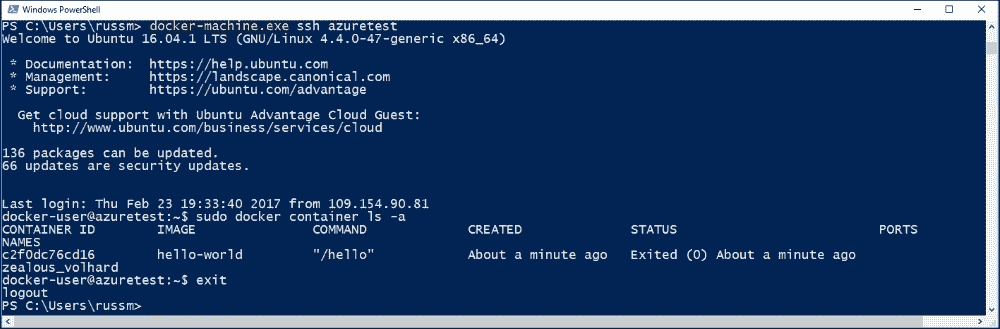 Windows PowerShell
PS C:\Users\russm> docker-machine.exe ssh azuretest
Welcome to Ubuntu 16.04.1 LTS (GNU/Linux 4.4.0-47-generic x86_64)
* Documentation: https://help.ubuntu.com
* Management: https://landscape.canonical.com
* Support: https://ubuntu.com/advantage
Get cloud support with Ubuntu Advantage Cloud Guest:
http://www.ubuntu.com/business/services/cloud
136 packages can be updated.
66 updates are security updates.
Last login: Thu Feb 23 19:33:40 2017 from 109.154.90.81
docker-user@azuretest:~$ sudo docker container ls -a
CONTAINER ID IMAGE COMMAND CREATED STATUS PORTS
NAMES
c2f0dc76cd16 hello-world "/hello" About a minute ago Exited (0) About a minute ago
zealous_volhard
docker-user@azuretest:~$ exit
logout
PS C:\Users\russm>